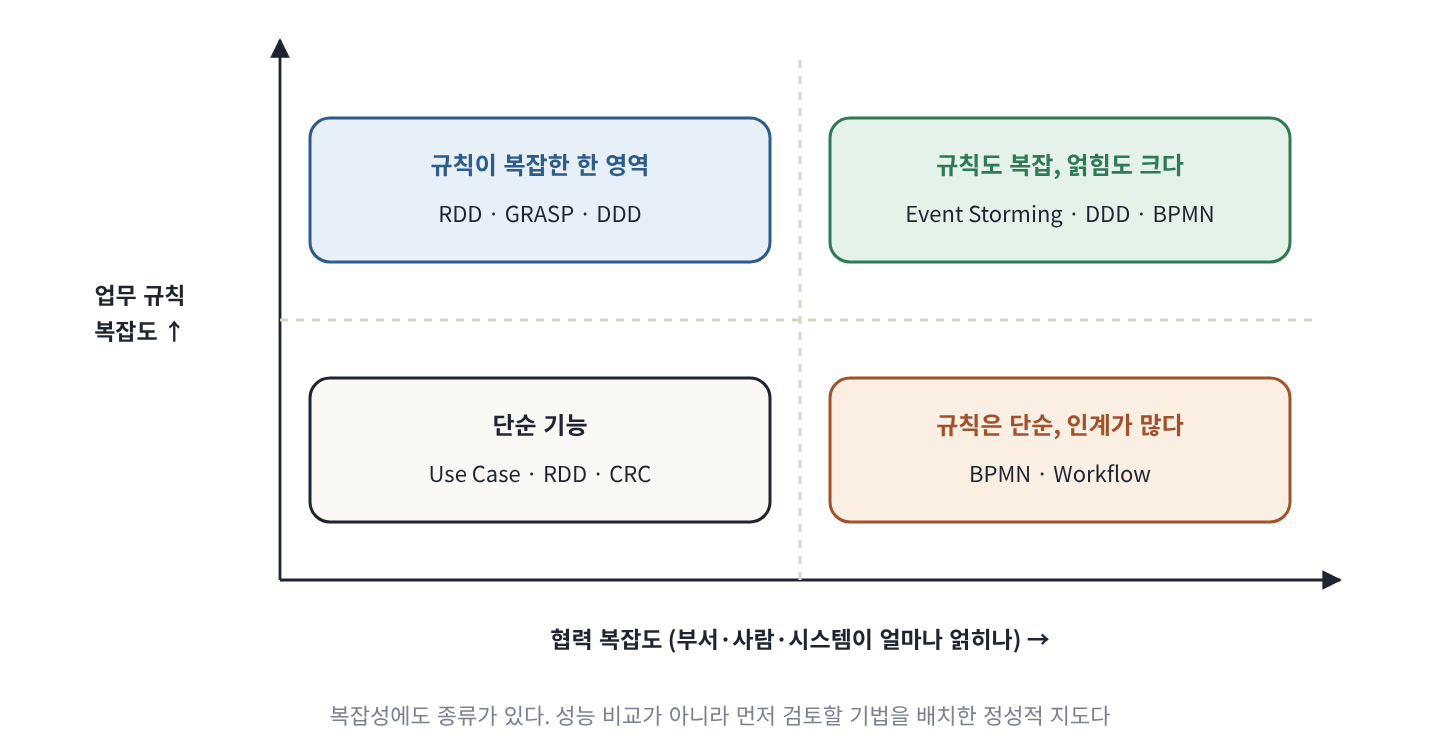 규칙이 복잡한 한 영역
RDD · GRASP · DDD
규칙도 복잡, 얽힘도 크다
Event Storming · DDD · BPMN
업무 규칙
복잡도 ↑
단순 기능
Use Case · RDD · CRC
규칙은 단순, 인계가 많다
BPMN · Workflow
협력 복잡도 (부서·사람·시스템이 얼마나 얽히나) →
복잡성에도 종류가 있다. 성능 비교가 아니라 먼저 검토할 기법을 배치한 정성적 지도다